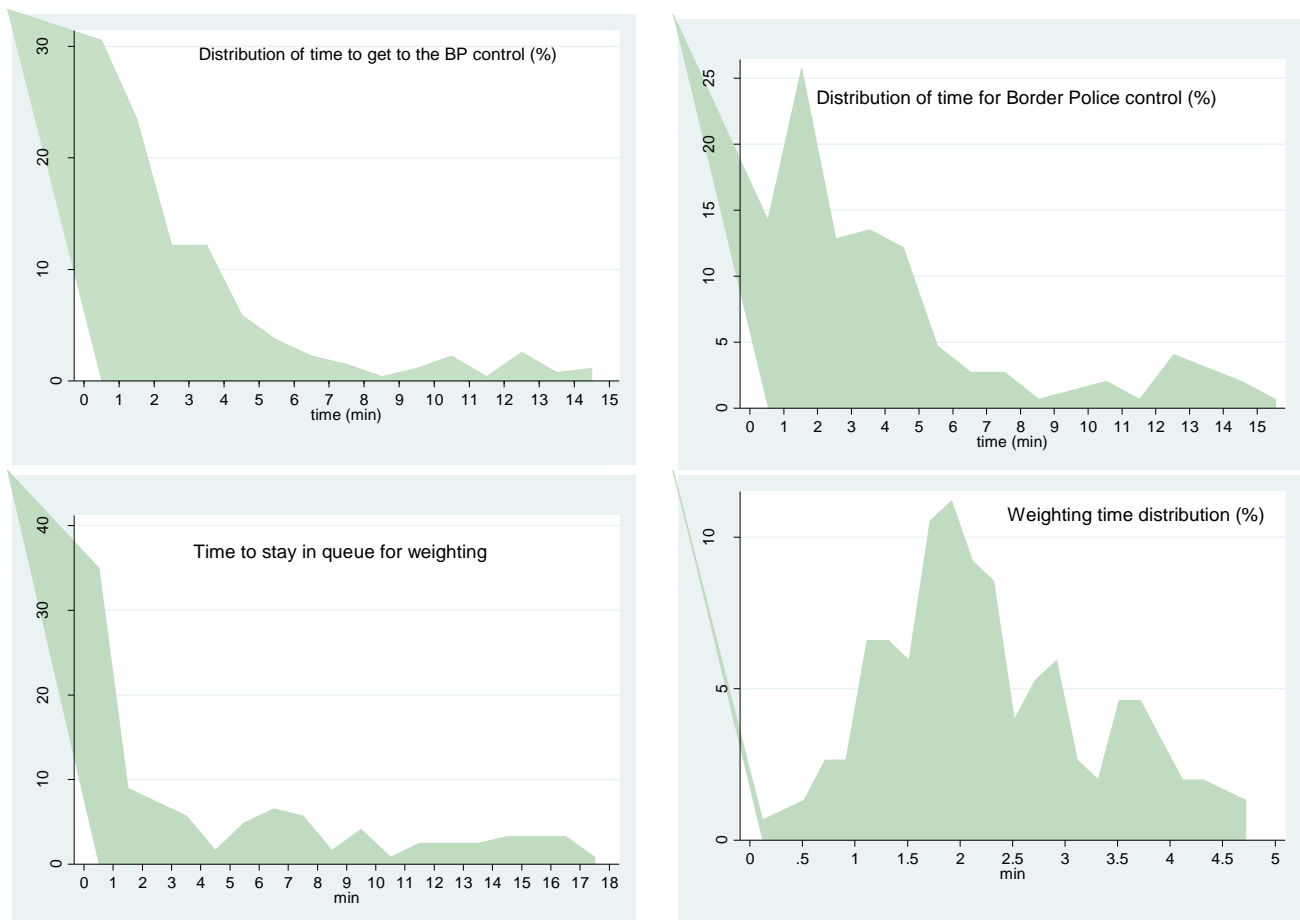 Distribution of time to get to the BP control (%)
30
20
10
0
0 1 2 3 4 5 6 7 8 9 10 11 12 13 14 15
time (min)
Distribution of time for Border Police control (%)
25
20
15
10
5
0
0 1 2 3 4 5 6 7 8 9 10 11 12 13 14 15
time (min)
Time to stay in queue for weighting
40
30
20
10
0
0 1 2 3 4 5 6 7 8 9 10 11 12 13 14 15 16 17 18
min
Weighting time distribution (%)
10
5
0
0 .5 1 1.5 2 2.5 3 3.5 4 4.5 5
min